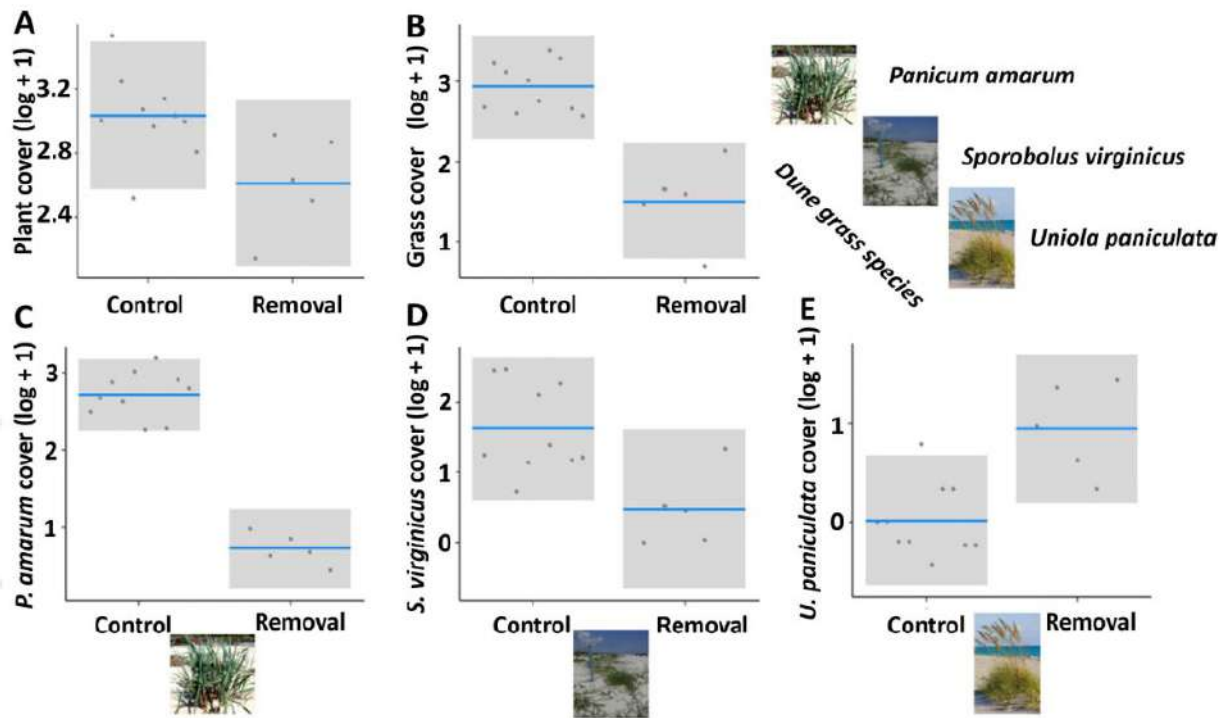 A
Plant cover (log + 1)
3.2
2.8
2.4
Control Removal
B
Grass cover (log + 1)
3
2
1
Control Removal
Panicum amarum
Sporobolus virginicus
Uniola paniculata
Dune grass species
C
P. amarum cover (log + 1)
3
2
1
Control Removal
D
S. virginicus cover (log + 1)
2
1
0
Control Removal
E
U. paniculata cover (log + 1)
1
0
Control Removal